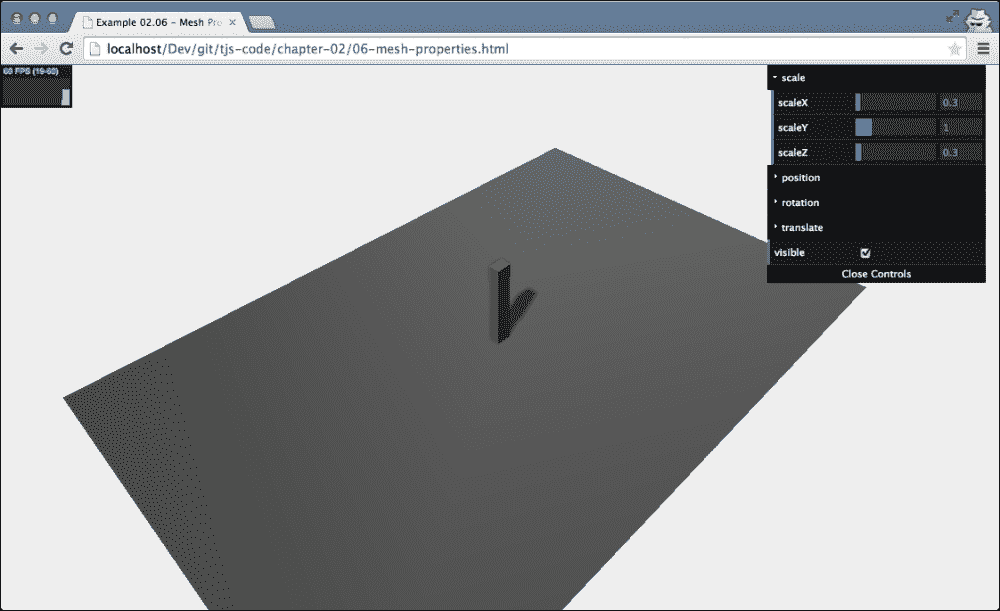 Example 02.06 - Mesh Pro
localhost/Dev/git/tjs-code/chapter-02/06-mesh-properties.html
60 FPS (19-60)
scale
scaleX 0.3
scaleY 1
scaleZ 0.3
position
rotation
translate
visible
Close Controls